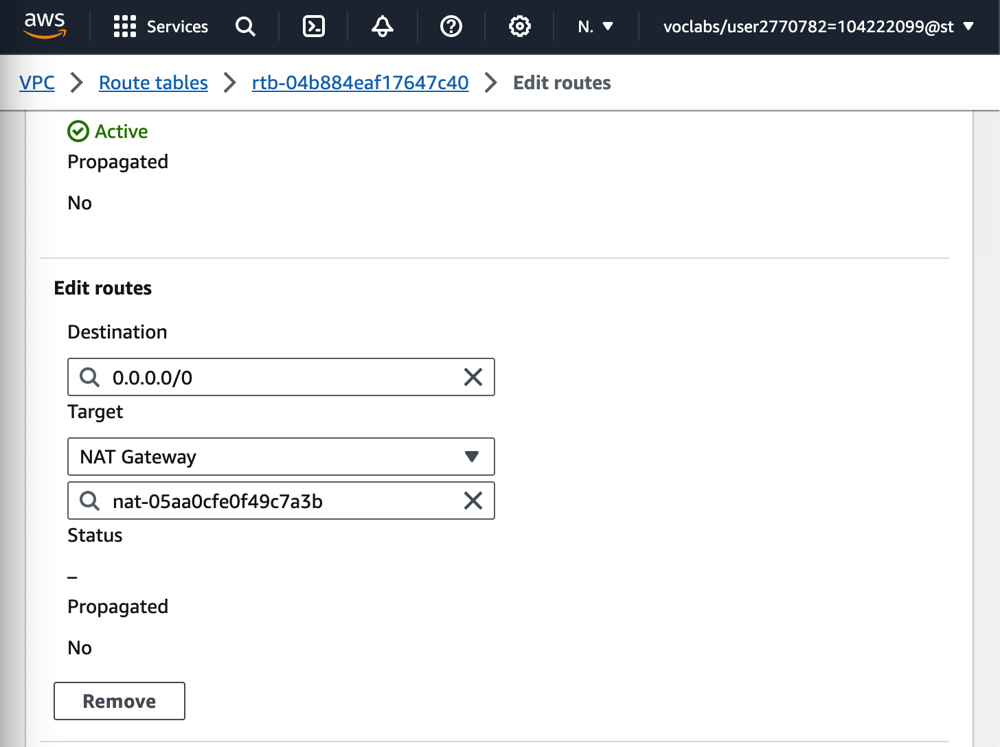 aws Services N. voclabs/user2770782=104222099@st
VPC Route tables rtb-04b884eaf17647c40 Edit routes
Active
Propagated
No
Edit routes
Destination
0.0.0.0/0
Target
NAT Gateway
nat-05aa0cfe0f49c7a3b
Status
–
Propagated
No
Remove